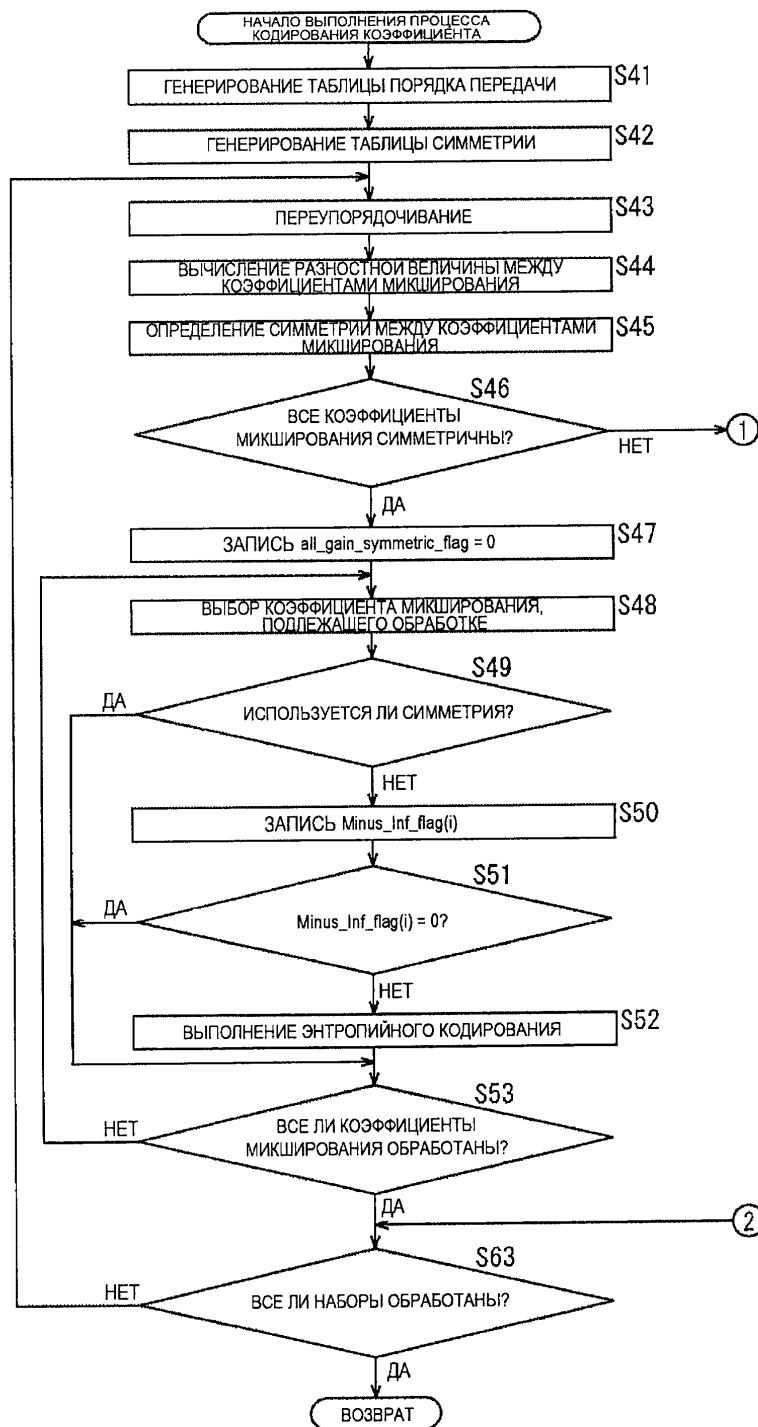 НАЧАЛО ВЫПОЛНЕНИЯ ПРОЦЕССА
КОДИРОВАНИЯ КОЭФФИЦИЕНТА
S41
ГЕНЕРИРОВАНИЕ ТАБЛИЦЫ ПОРЯДКА ПЕРЕДАЧИ
S42
ГЕНЕРИРОВАНИЕ ТАБЛИЦЫ СИММЕТРИИ
S43
ПЕРЕУПОРЯДОЧИВАНИЕ
S44
ВЫЧИСЛЕНИЕ РАЗНОСТНОЙ ВЕЛИЧИНЫ МЕЖДУ
КОЭФФИЦИЕНТАМИ МИКШИРОВАНИЯ
S45
ОПРЕДЕЛЕНИЕ СИММЕТРИИ МЕЖДУ КОЭФФИЦИЕНТАМИ
МИКШИРОВАНИЯ
S46
ВСЕ КОЭФФИЦИЕНТЫ
МИКШИРОВАНИЯ СИММЕТРИЧНЫ?
1
НЕТ
ДА
S47
ЗАПИСЬ all_gain_symmetric_flag = 0
S48
ВЫБОР КОЭФФИЦИЕНТА МИКШИРОВАНИЯ,
ПОДЛЕЖАЩЕГО ОБРАБОТКЕ
S49
ДА
ИСПОЛЬЗУЕТСЯ ЛИ СИММЕТРИЯ?
НЕТ
S50
ЗАПИСЬ Minus_Inf_flag(i)
S51
ДА
Minus_Inf_flag(i) = 0?
НЕТ
S52
ВЫПОЛНЕНИЕ ЭНТРОПИЙНОГО КОДИРОВАНИЯ
S53
НЕТ
ВСЕ ЛИ КОЭФФИЦИЕНТЫ
МИКШИРОВАНИЯ ОБРАБОТАНЫ?
ДА
2
S63
НЕТ
ВСЕ ЛИ НАБОРЫ ОБРАБОТАНЫ?
ДА
ВОЗВРАТ